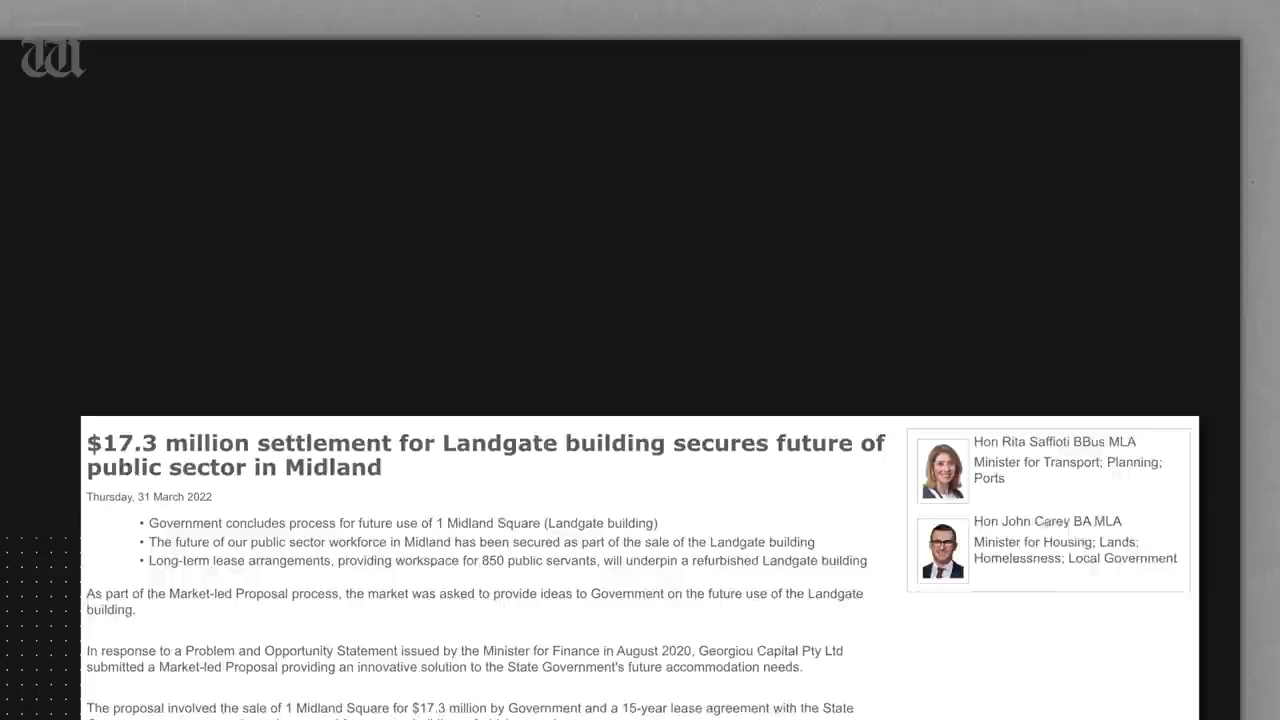 W
$17.3 million settlement for Landgate building secures future of
public sector in Midland
Thursday, 31 March 2022
• Government concludes process for future use of 1 Midland Square (Landgate building)
• The future of our public sector workforce in Midland has been secured as part of the sale of the Landgate building
• Long-term lease arrangements, providing workspace for 850 public servants, will underpin a refurbished Landgate building
As part of the Market-led Proposal process, the market was asked to provide ideas to Government on the future use of the Landgate
building.
In response to a Problem and Opportunity Statement issued by the Minister for Finance in August 2020, Georgiou Capital Pty Ltd
submitted a Market-led Proposal providing an innovative solution to the State Government's future accommodation needs.
The proposal involved the sale of 1 Midland Square for $17.3 million by Government and a 15-year lease agreement with the State
Hon Rita Saffioti BBus MLA
Minister for Transport; Planning;
Ports
Hon John Carey BA MLA
Minister for Housing; Lands;
Homelessness; Local Government